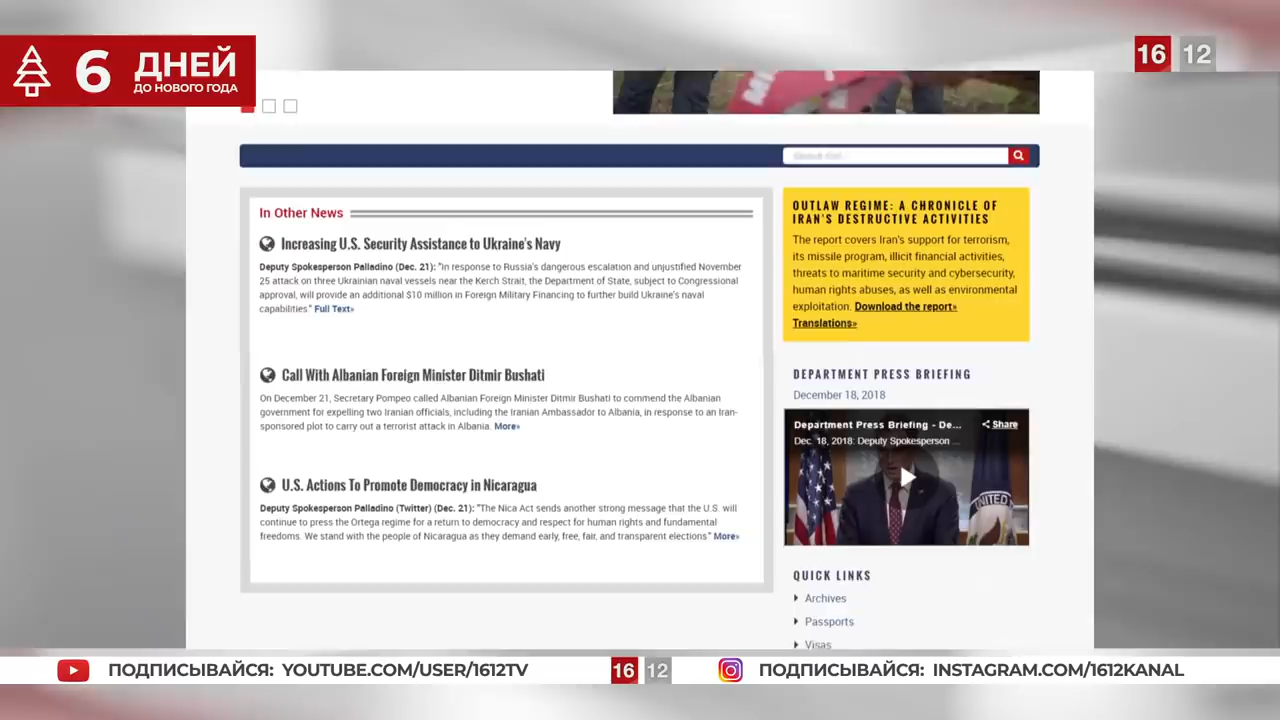 6 ДНЕЙ
ДО НОВОГО ГОДА
16 12
In Other News
Increasing U.S. Security Assistance to Ukraine's Navy
Deputy Spokesperson Palladino (Dec. 21): "In response to Russia's dangerous escalation and unjustified November
25 attack on three Ukrainian naval vessels near the Kerch Strait, the Department of State, subject to Congressional
approval, will provide an additional $10 million in Foreign Military Financing to further build Ukraine's naval
capabilities." Full Text»
Call With Albanian Foreign Minister Ditmir Bushati
On December 21, Secretary Pompeo called Albanian Foreign Minister Ditmir Bushati to commend the Albanian
government for expelling two Iranian officials, including the Iranian Ambassador to Albania, in response to an Iran-
sponsored plot to carry out a terrorist attack in Albania. More»
U.S. Actions To Promote Democracy in Nicaragua
Deputy Spokesperson Palladino (Twitter) (Dec. 21): "The Nica Act sends another strong message that the U.S. will
continue to press the Ortega regime for a return to democracy and respect for human rights and fundamental
freedoms. We stand with the people of Nicaragua as they demand early, free, fair, and transparent elections." More»
OUTLAW REGIME: A CHRONICLE OF
IRAN'S DESTRUCTIVE ACTIVITIES
The report covers Iran's support for terrorism,
its missile program, illicit financial activities,
threats to maritime security and cybersecurity,
human rights abuses, as well as environmental
exploitation. Download the report»
Translations»
DEPARTMENT PRESS BRIEFING
December 18, 2018
Department Press Briefing - De... Share
Dec. 18, 2018: Deputy Spokesperson ...
UNITED
QUICK LINKS
Archives
Passports
Visas
ПОДПИСЫВАЙСЯ: YOUTUBE.COM/USER/1612TV
16 12
ПОДПИСЫВАЙСЯ: INSTAGRAM.COM/1612KANAL